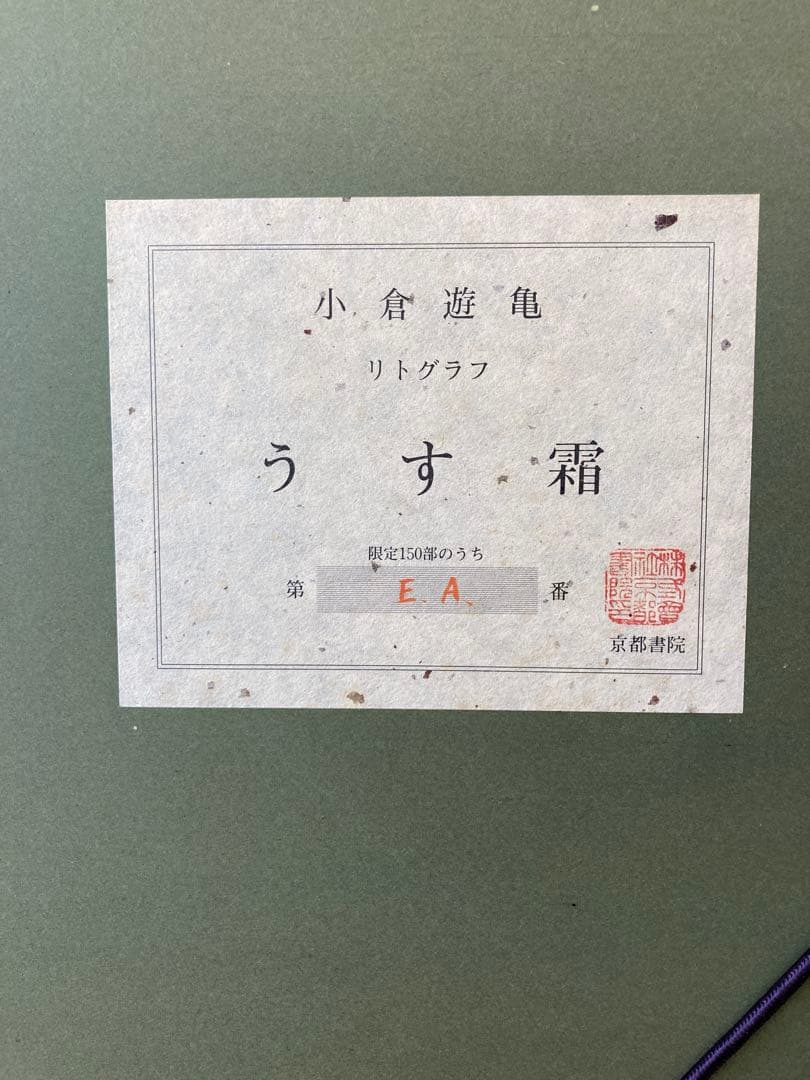 小倉遊亀
リトグラフ
うす霜
限定150部のうち
第 E.A. 番
京都書院